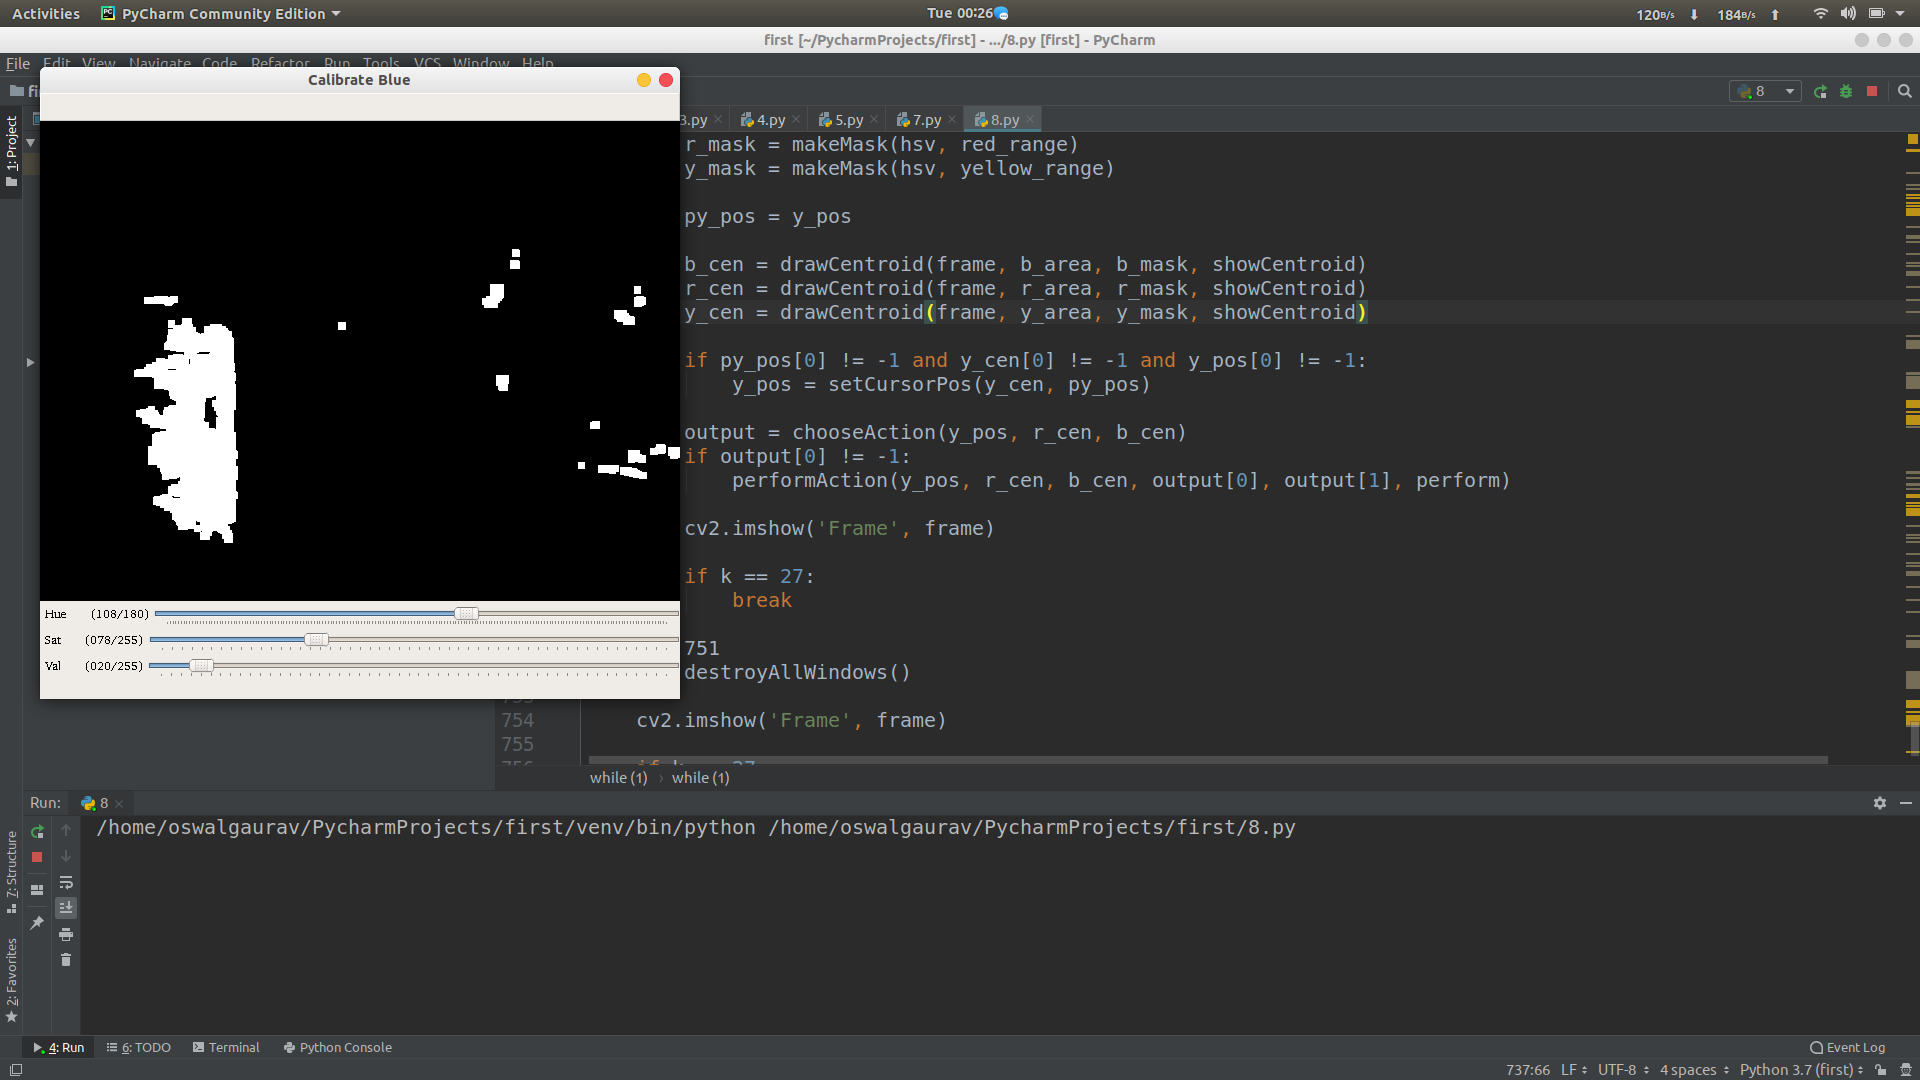 Activities PyCharm Community Edition Tue 00:26 120B/s 184B/s
first [~/PycharmProjects/first] - .../8.py [first] - PyCharm
File Edit View Navigate Code Refactor Run Tools VCS Window Help
Calibrate Blue
8
3.py 4.py 5.py 7.py 8.py
1: Project
r_mask = makeMask(hsv, red_range)
y_mask = makeMask(hsv, yellow_range)
py_pos = y_pos
b_cen = drawCentroid(frame, b_area, b_mask, showCentroid)
r_cen = drawCentroid(frame, r_area, r_mask, showCentroid)
y_cen = drawCentroid(frame, y_area, y_mask, showCentroid)
if py_pos[0] != -1 and y_cen[0] != -1 and y_pos[0] != -1:
y_pos = setCursorPos(y_cen, py_pos)
output = chooseAction(y_pos, r_cen, b_cen)
if output[0] != -1:
performAction(y_pos, r_cen, b_cen, output[0], output[1], perform)
cv2.imshow('Frame', frame)
if k == 27:
break
751
destroyAllWindows()
Hue (108/180)
Sat (078/255)
Val (020/255)
754 cv2.imshow('Frame', frame)
755
while (1) › while (1)
Run: 8
/home/oswalgaurav/PycharmProjects/first/venv/bin/python /home/oswalgaurav/PycharmProjects/first/8.py
7: Structure
2: Favorites
4: Run 6: TODO Terminal Python Console Event Log
737:66 LF UTF-8 4 spaces Python 3.7 (first)